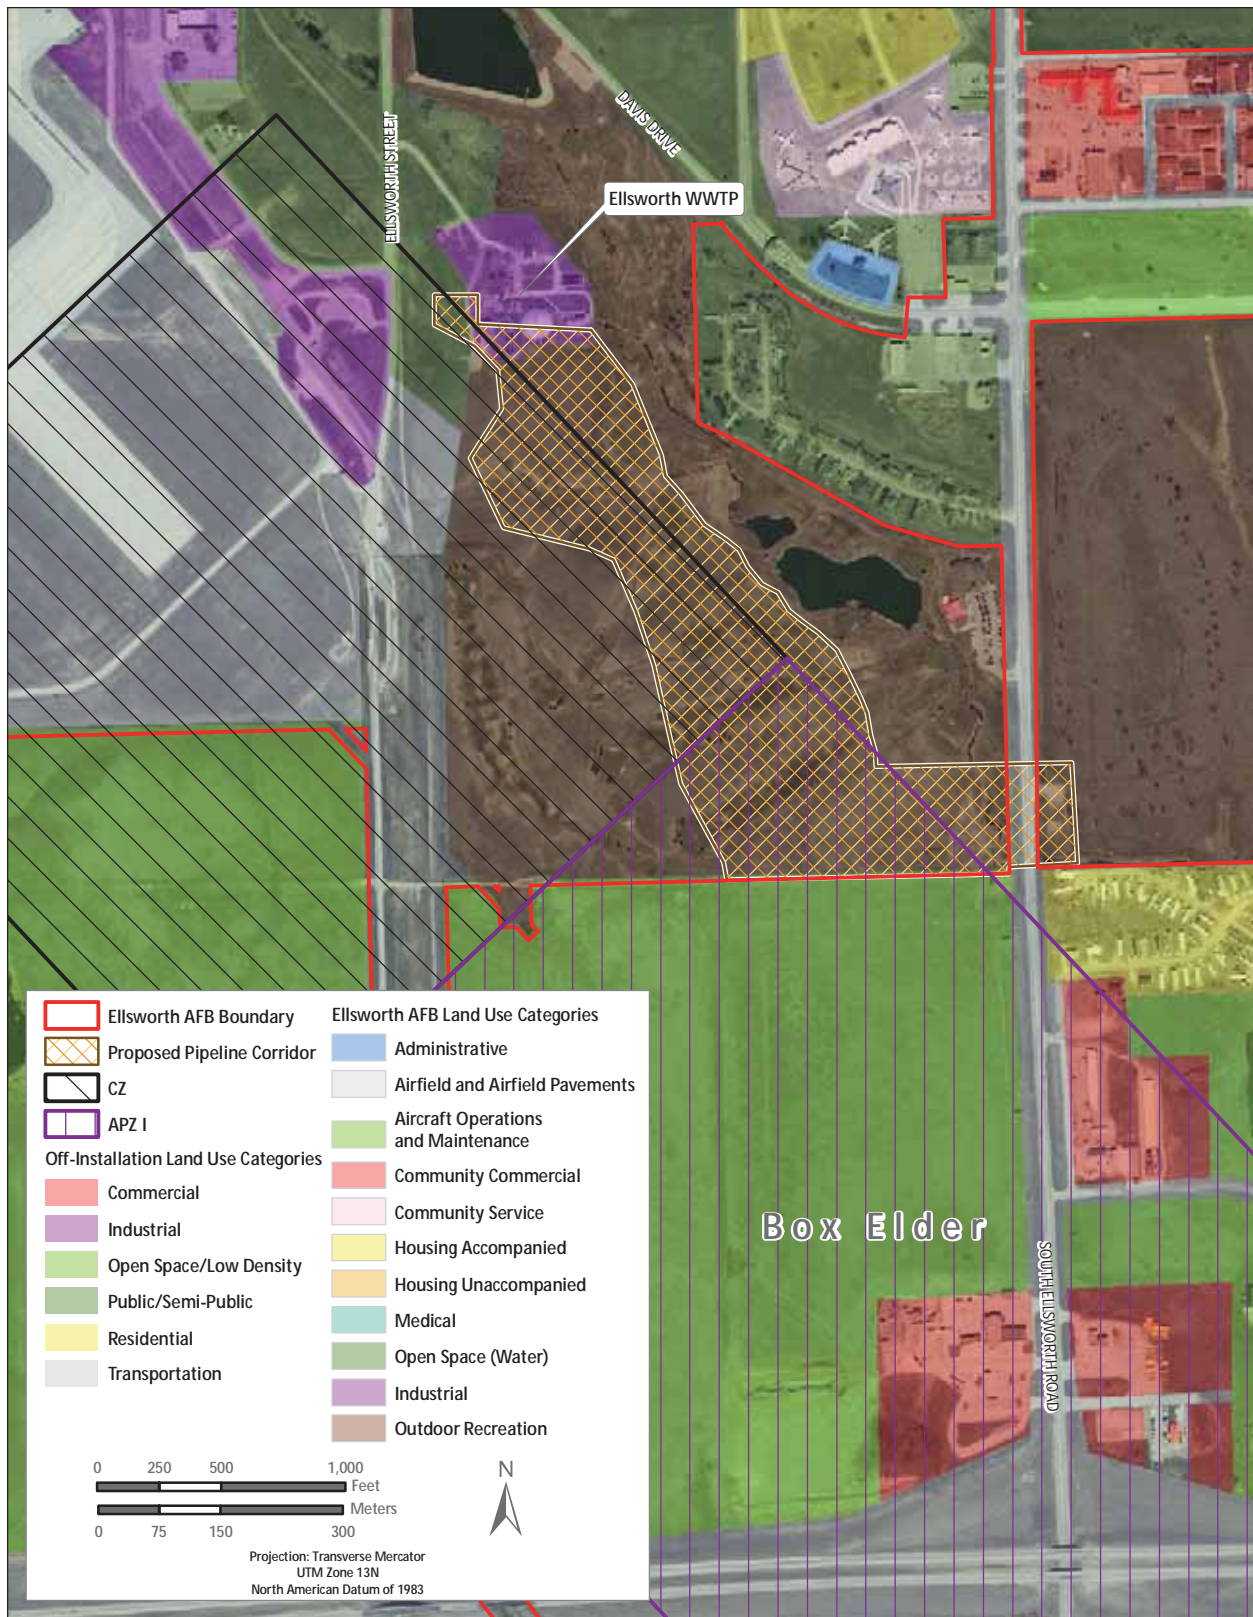 DAVIS DRIVE
ELLSWORTH STREET
Ellsworth WWTP
Box Elder
SOUTH ELLSWORTH ROAD
Ellsworth AFB Boundary
Proposed Pipeline Corridor
CZ
APZ I
Off-Installation Land Use Categories
Commercial
Industrial
Open Space/Low Density
Public/Semi-Public
Residential
Transportation
Ellsworth AFB Land Use Categories
Administrative
Airfield and Airfield Pavements
Aircraft Operations
and Maintenance
Community Commercial
Community Service
Housing Accompanied
Housing Unaccompanied
Medical
Open Space (Water)
Industrial
Outdoor Recreation
0 250 500 1,000
Feet
Meters
0 75 150 300
N
Projection: Transverse Mercator
UTM Zone 13N
North American Datum of 1983